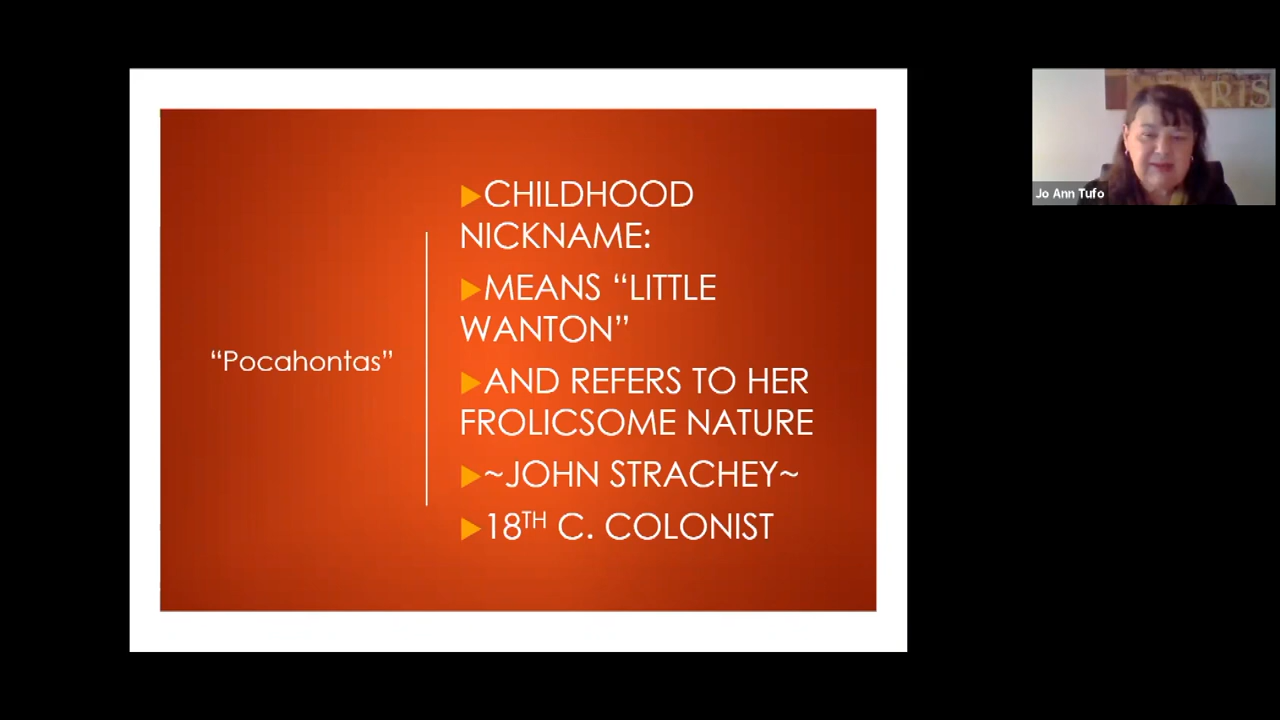 “Pocahontas”
▶CHILDHOOD
NICKNAME:
▶MEANS “LITTLE
WANTON”
▶AND REFERS TO HER
FROLICSOME NATURE
▶~JOHN STRACHEY~
▶18TH C. COLONIST
ARIS
Jo Ann Tufo